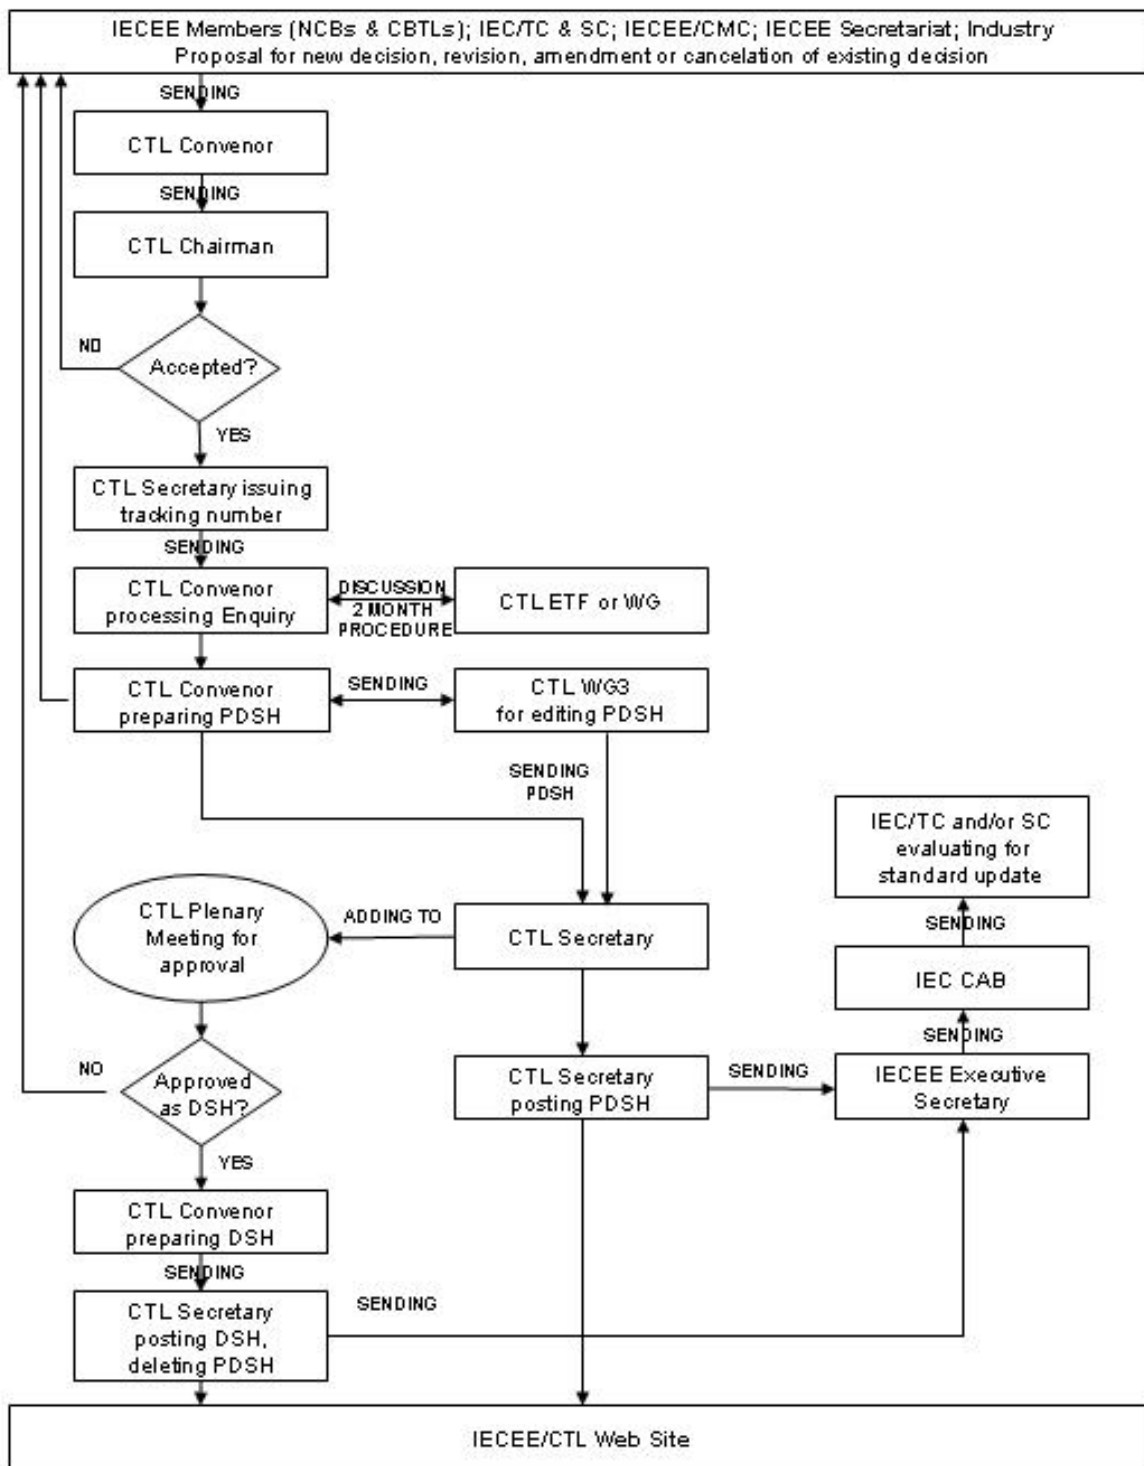 IECEE Members (NCBs & CBTLs); IEC/TC & SC; IECEE/CMC; IECEE Secretariat; Industry
Proposal for new decision, revision, amendment or cancelation of existing decision
SENDING
CTL Convenor
SENDING
CTL Chairman
NO
Accepted?
YES
CTL Secretary issuing
tracking number
SENDING
CTL Convenor
processing Enquiry
DISCUSSION
2 MONTH
PROCEDURE
CTL ETF or WG
CTL Convenor
preparing PDSH
SENDING
CTL WG3
for editing PDSH
SENDING
PDSH
IEC/TC and/or SC
evaluating for
standard update
SENDING
CTL Plenary
Meeting for
approval
ADDING TO
CTL Secretary
IEC CAB
SENDING
NO
Approved
as DSH?
CTL Secretary
posting PDSH
SENDING
IECEE Executive
Secretary
YES
CTL Convenor
preparing DSH
SENDING
CTL Secretary
posting DSH,
deleting PDSH
SENDING
IECEE/CTL Web Site